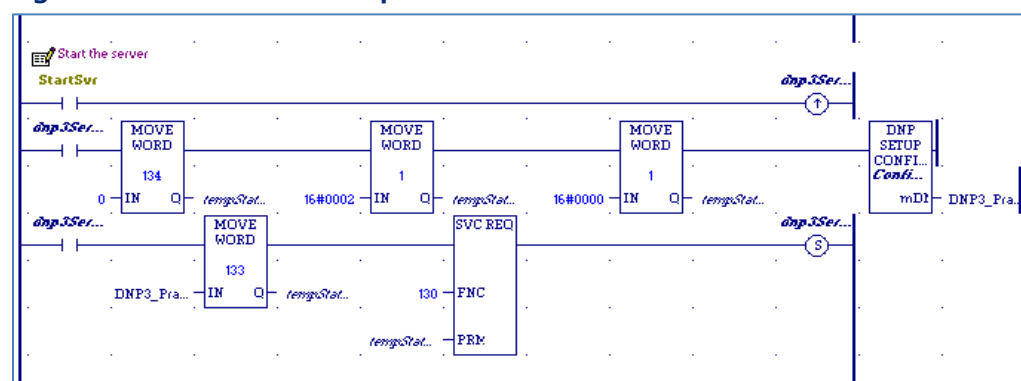 Start the server
StartSvr
dnp3Ser...
dnp3Ser...
MOVE WORD
134
0 IN Q tempStat...
MOVE WORD
1
16#0002 IN Q tempStat...
MOVE WORD
1
16#0000 IN Q tempStat...
DNP SETUP CONFI...
Confi...
mDI DNP3_Pra...
dnp3Ser...
MOVE WORD
133
DNP3_Pra... IN Q tempStat...
SVC REQ
130 FNC
tempStat... PRM
dnp3Ser...
S